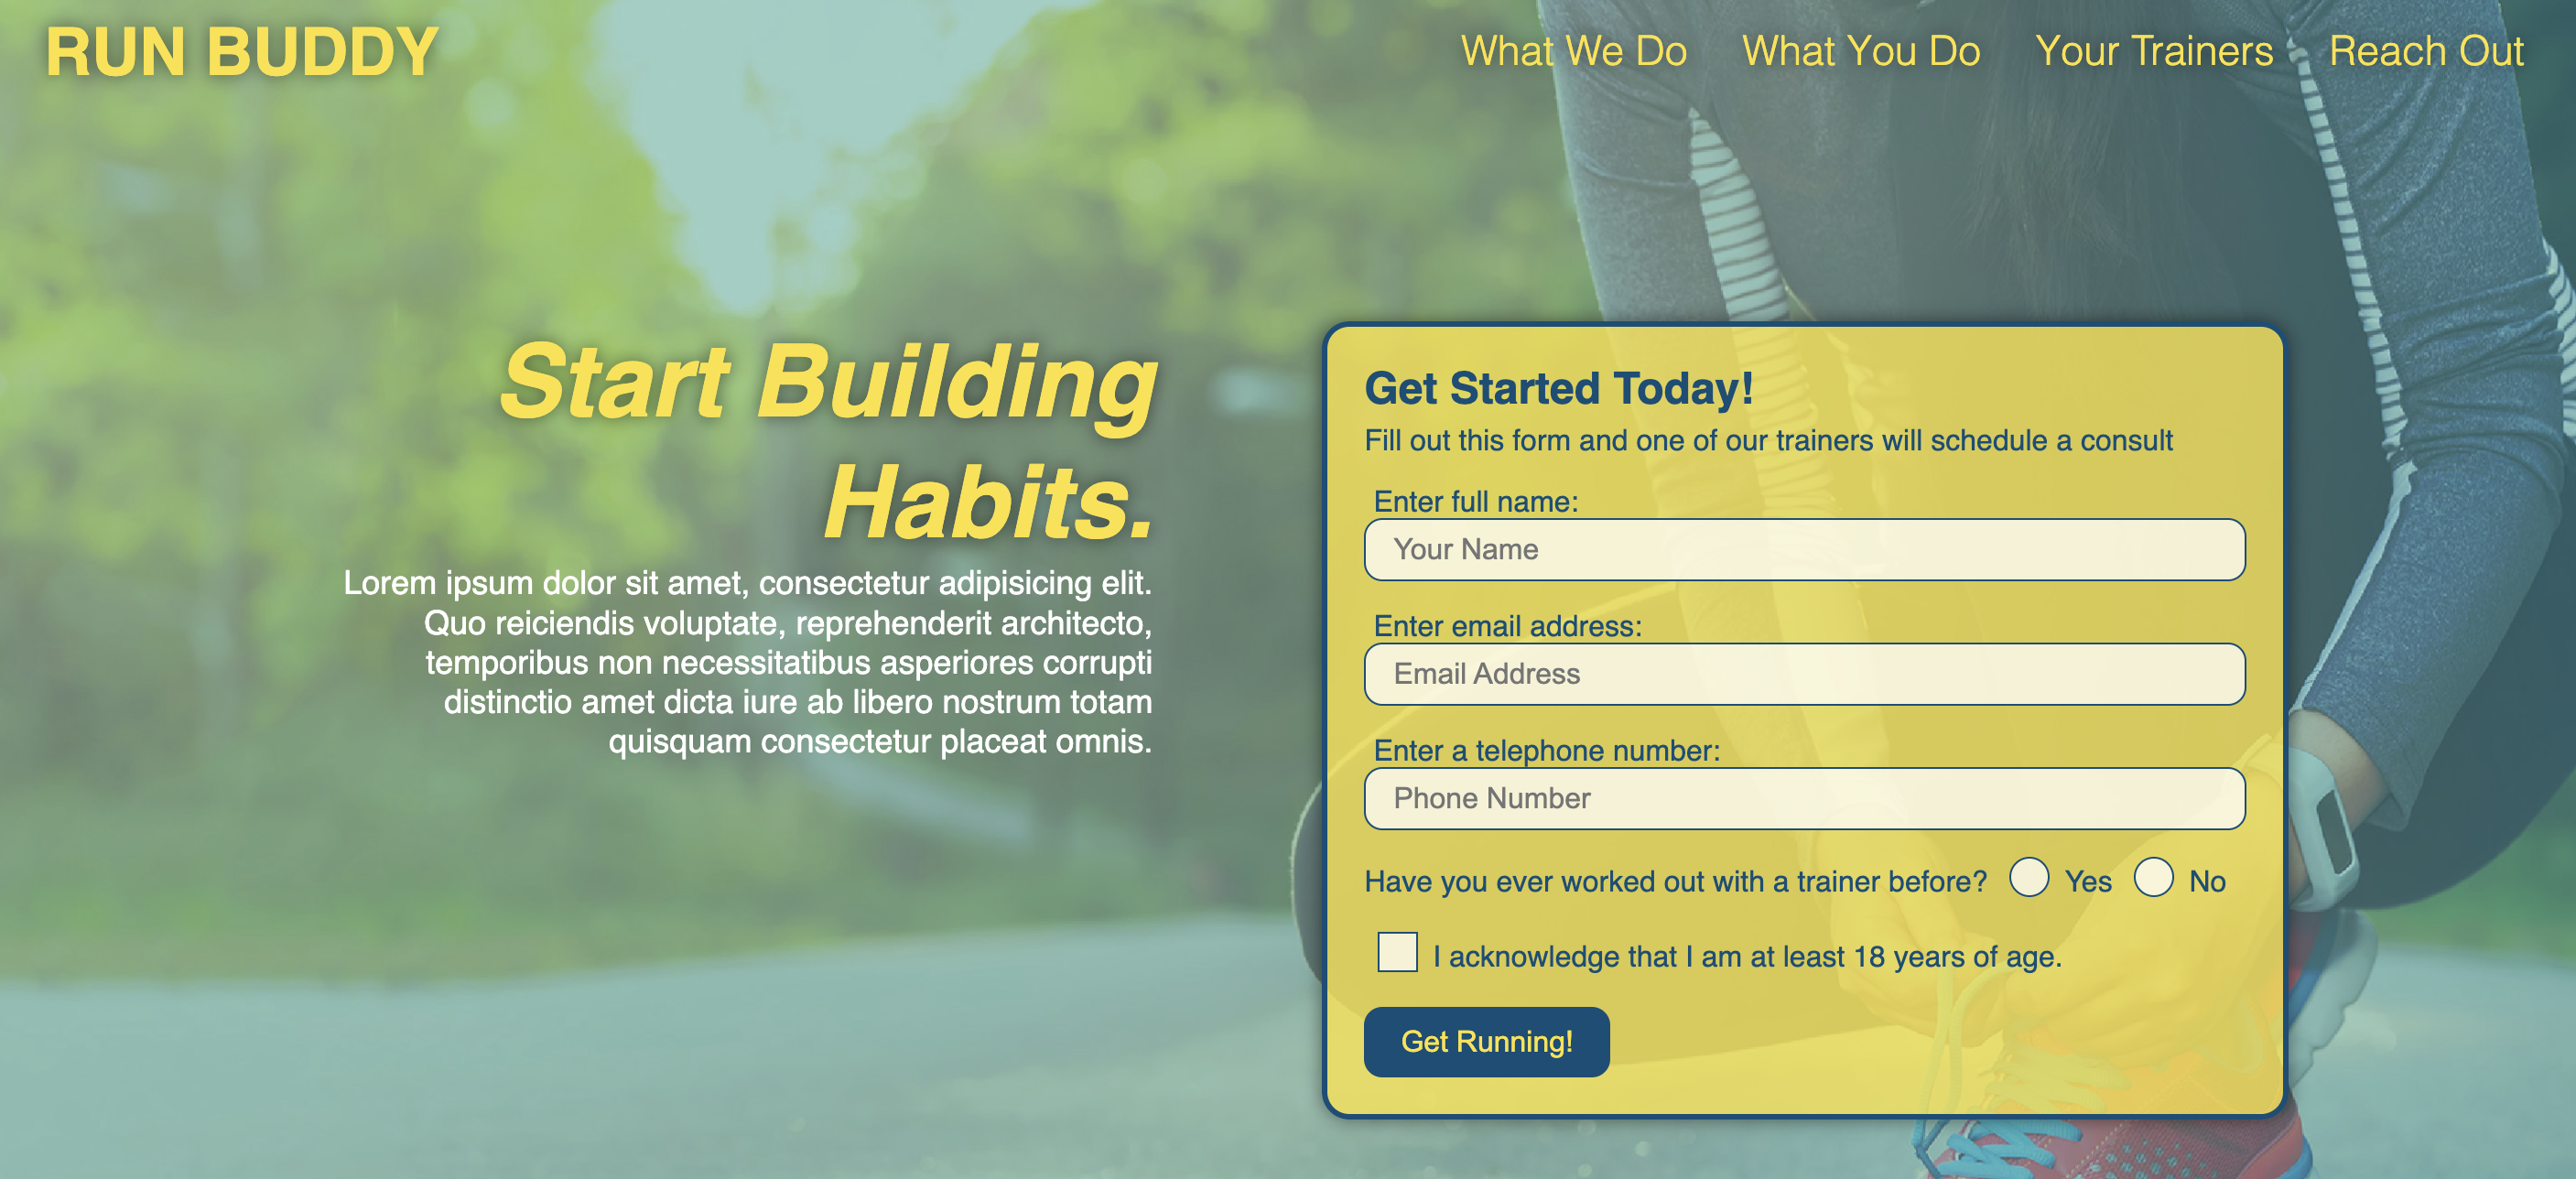 RUN BUDDY
What We Do
What You Do
Your Trainers
Reach Out
Start Building
Habits.
Lorem ipsum dolor sit amet, consectetur adipisicing elit.
Quo reiciendis voluptate, reprehenderit architecto,
temporibus non necessitatibus asperiores corrupti
distinctio amet dicta iure ab libero nostrum totam
quisquam consectetur placeat omnis.
Get Started Today!
Fill out this form and one of our trainers will schedule a consult
Enter full name:
Your Name
Enter email address:
Email Address
Enter a telephone number:
Phone Number
Have you ever worked out with a trainer before? Yes No
I acknowledge that I am at least 18 years of age.
Get Running!